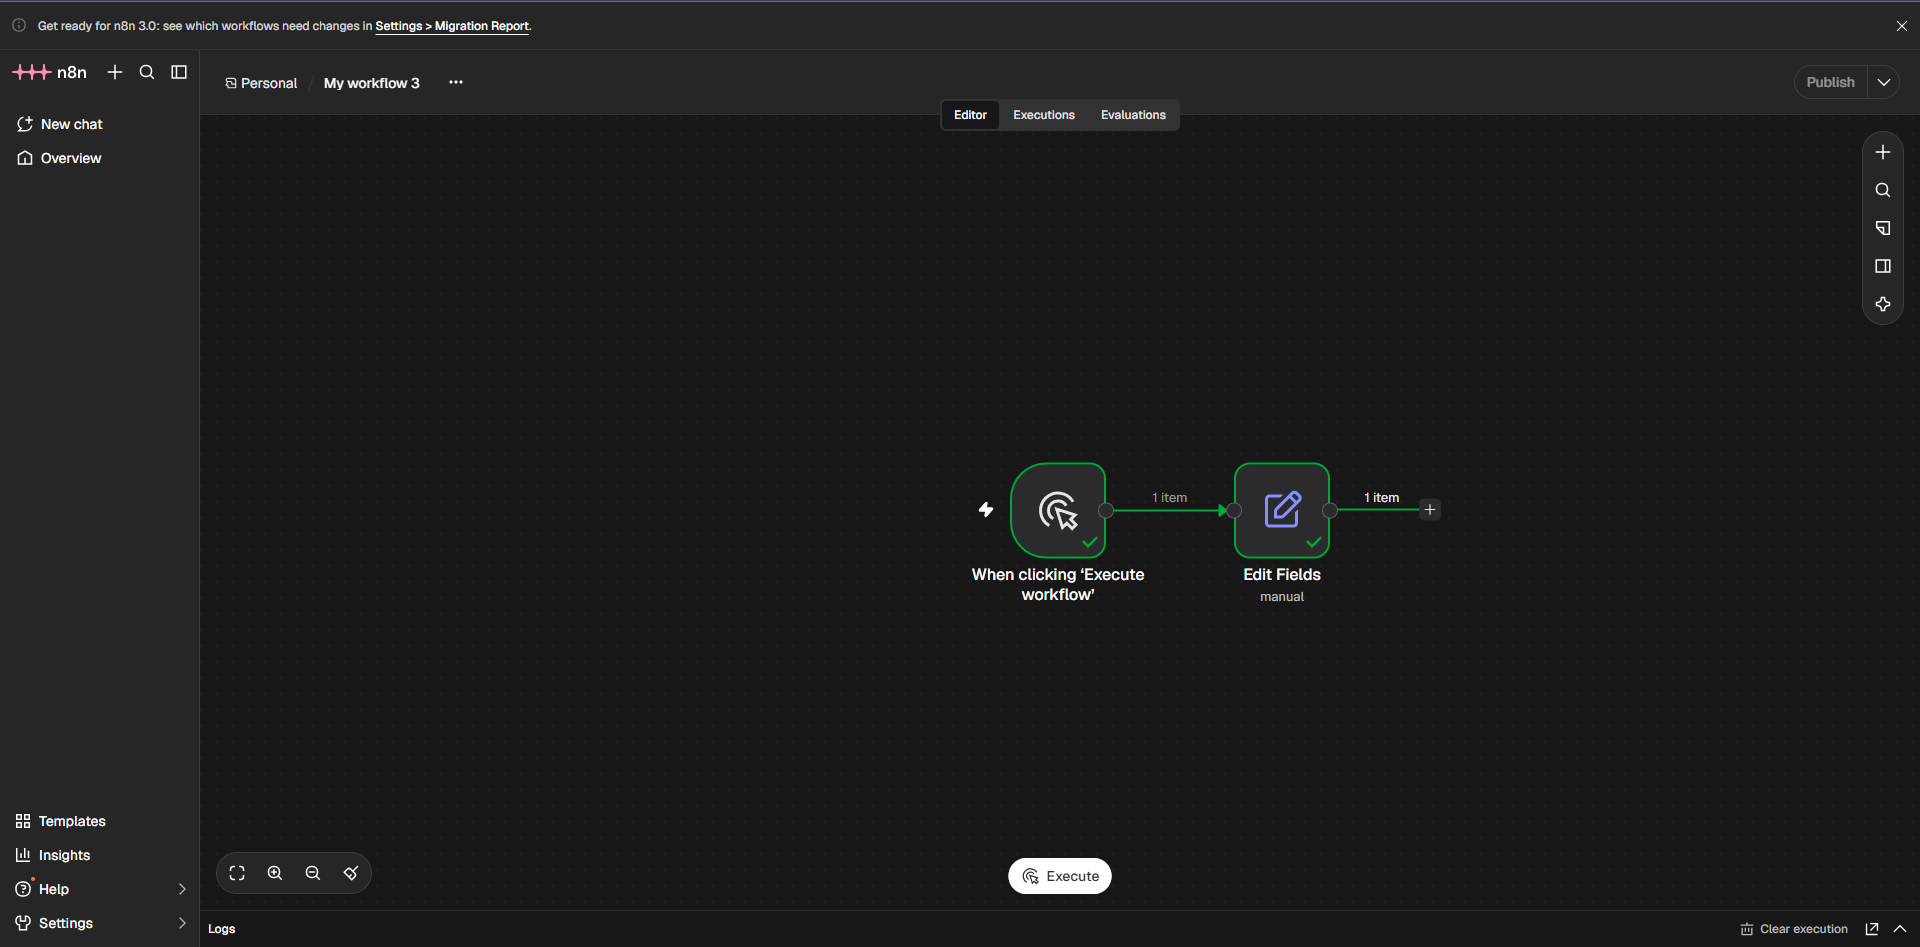 Get ready for n8n 3.0: see which workflows need changes in Settings > Migration Report.
n8n
Personal / My workflow 3
Publish
Editor Executions Evaluations
New chat
Overview
1 item
1 item
When clicking ‘Execute
workflow’
Edit Fields
manual
Templates
Insights
Help
Settings
Execute
Logs
Clear execution